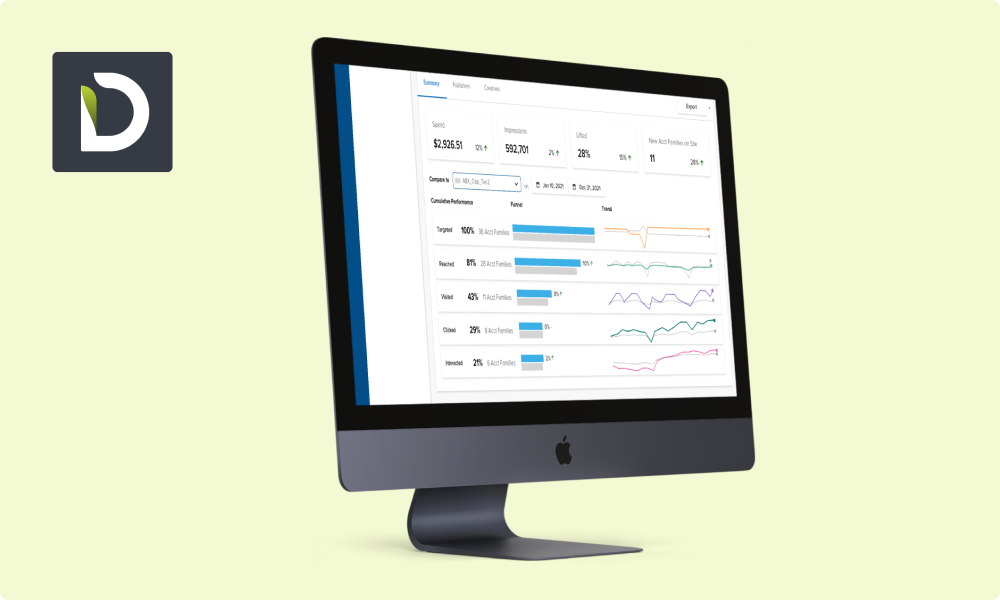 Summary Publishers Creatives
Export
Spend
$2,926.51 12%
Impressions
592,701 2%
Lifted
28% 15%
New Acct Families on Site
11 28%
Compare to ABX_Opp_Tier2 on Jan 10, 2021 Dec 31, 2021
Cumulative Performance Funnel Trend
Targeted 100% 36 Acct Families
Reached 81% 28 Acct Families 10%
Visited 43% 11 Acct Families 8%
Clicked 29% 8 Acct Families 0%
Interacted 21% 6 Acct Families 2%